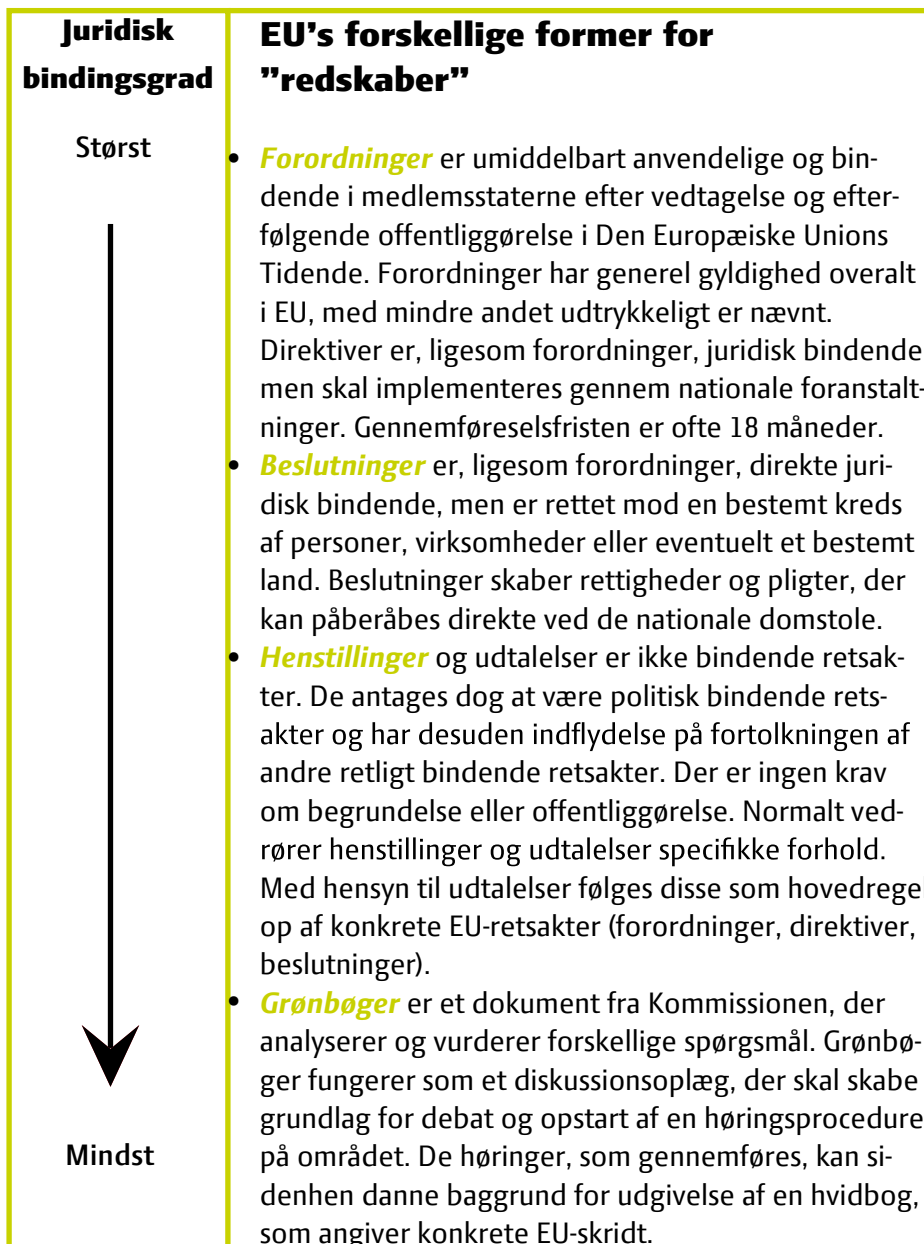 Juridisk
bindingsgrad
Størst
Mindst
EU's forskellige former for
”redskaber”
• Forordninger er umiddelbart anvendelige og bin-
dende i medlemsstaterne efter vedtagelse og efter-
følgende offentliggørelse i Den Europæiske Unions
Tidende. Forordninger har generel gyldighed overalt
i EU, med mindre andet udtrykkeligt er nævnt.
Direktiver er, ligesom forordninger, juridisk bindende
men skal implementeres gennem nationale foranstalt-
ninger. Gennemføreselsfristen er ofte 18 måneder.
• Beslutninger er, ligesom forordninger, direkte juri-
disk bindende, men er rettet mod en bestemt kreds
af personer, virksomheder eller eventuelt et bestemt
land. Beslutninger skaber rettigheder og pligter, der
kan påberåbes direkte ved de nationale domstole.
• Henstillinger og udtalelser er ikke bindende retsak-
ter. De antages dog at være politisk bindende rets-
akter og har desuden indflydelse på fortolkningen af
andre retligt bindende retsakter. Der er ingen krav
om begrundelse eller offentliggørelse. Normalt ved-
rører henstillinger og udtalelser specifikke forhold.
Med hensyn til udtalelser følges disse som hovedrege
op af konkrete EU-retsakter (forordninger, direktiver,
beslutninger).
• Grønbøger er et dokument fra Kommissionen, der
analyserer og vurderer forskellige spørgsmål. Grønbø-
ger fungerer som et diskussionsoplæg, der skal skabe
grundlag for debat og opstart af en høringsprocedure
på området. De høringer, som gennemføres, kan si-
denhen danne baggrund for udgivelse af en hvidbog,
som angiver konkrete EU-skridt.